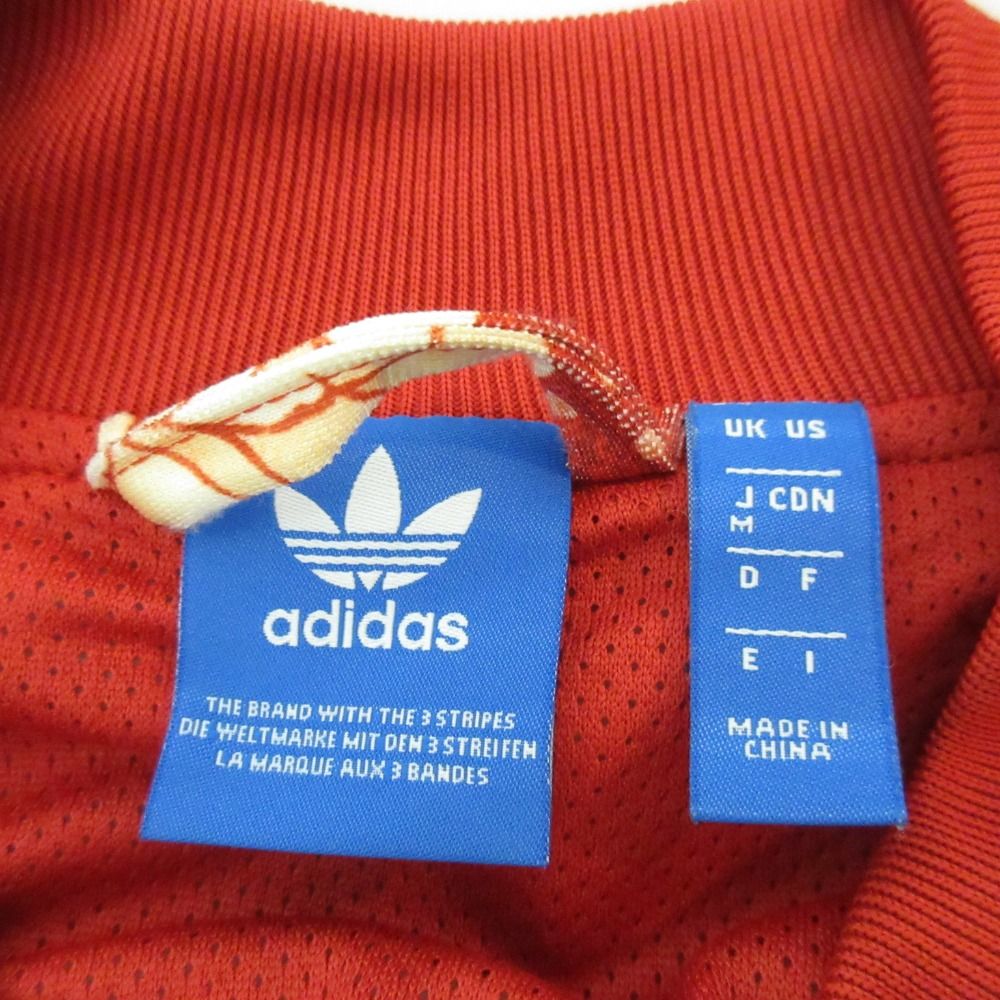 adidas
THE BRAND WITH THE 3 STRIPES
DIE WELTMARKE MIT DEN 3 STREIFEN
LA MARQUE AUX 3 BANDES
UK US
J CDN
M
D F
E I
MADE IN
CHINA